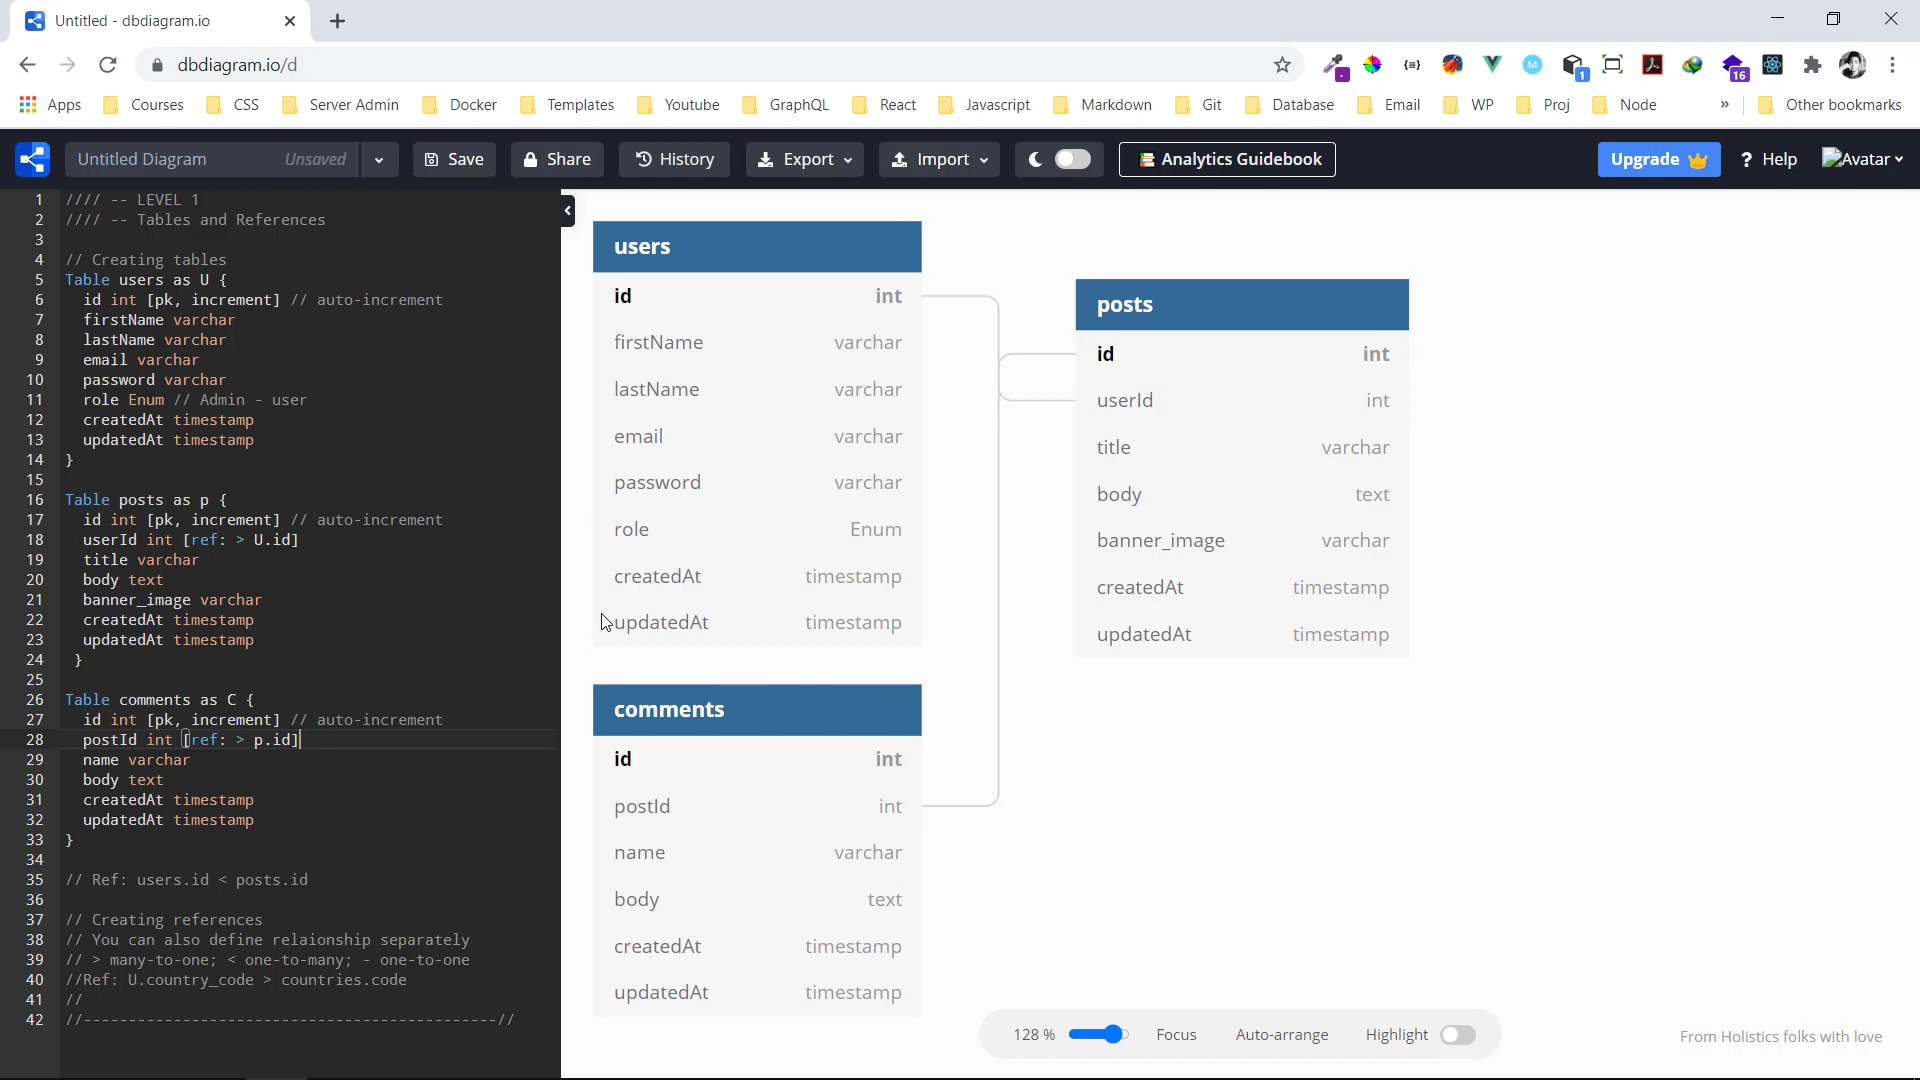 Untitled - dbdiagram.io
dbdiagram.io/d
1
16
Apps
Courses
CSS
Server Admin
Docker
Templates
Youtube
GraphQL
React
Javascript
Markdown
Git
Database
Email
WP
Proj
Node
»
Other bookmarks
Untitled Diagram
Unsaved
Save
Share
History
Export
Import
Analytics Guidebook
Upgrade
? Help
Avatar
1 //// -- LEVEL 1
2 //// -- Tables and References
3
4 // Creating tables
5 Table users as U {
6 id int [pk, increment] // auto-increment
7 firstName varchar
8 lastName varchar
9 email varchar
10 password varchar
11 role Enum // Admin - user
12 createdAt timestamp
13 updatedAt timestamp
14 }
15
16 Table posts as p {
17 id int [pk, increment] // auto-increment
18 userId int [ref: > U.id]
19 title varchar
20 body text
21 banner_image varchar
22 createdAt timestamp
23 updatedAt timestamp
24 }
25
26 Table comments as C {
27 id int [pk, increment] // auto-increment
28 postId int [ref: > p.id]
29 name varchar
30 body text
31 createdAt timestamp
32 updatedAt timestamp
33 }
34
35 // Ref: users.id < posts.id
36
37 // Creating references
38 // You can also define relaionship separately
39 // > many-to-one; < one-to-many; - one-to-one
40 //Ref: U.country_code > countries.code
41 //
42 //----------------------------------------------//
users
id int
firstName varchar
lastName varchar
email varchar
password varchar
role Enum
createdAt timestamp
updatedAt timestamp
posts
id int
userId int
title varchar
body text
banner_image varchar
createdAt timestamp
updatedAt timestamp
comments
id int
postId int
name varchar
body text
createdAt timestamp
updatedAt timestamp
128 %
Focus
Auto-arrange
Highlight
From Holistics folks with love